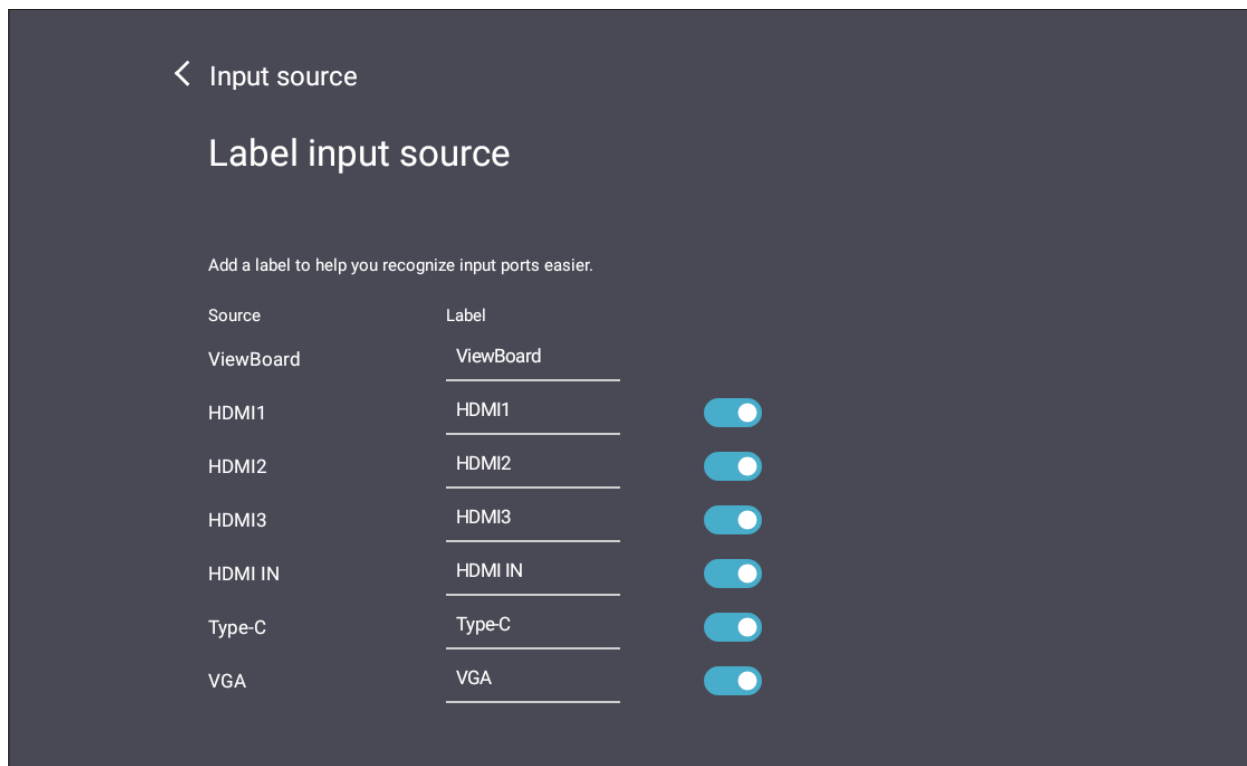 Input source
Label input source
Add a label to help you recognize input ports easier.
Source Label
ViewBoard ViewBoard
HDMI1 HDMI1
HDMI2 HDMI2
HDMI3 HDMI3
HDMI IN HDMI IN
Type-C Type-C
VGA VGA